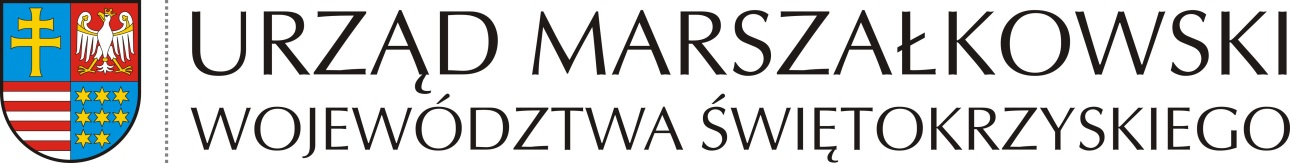 URZĄD MARSZAŁKOWSKI
WOJEWÓDZTWA ŚWIĘTOKRZYSKIEGO